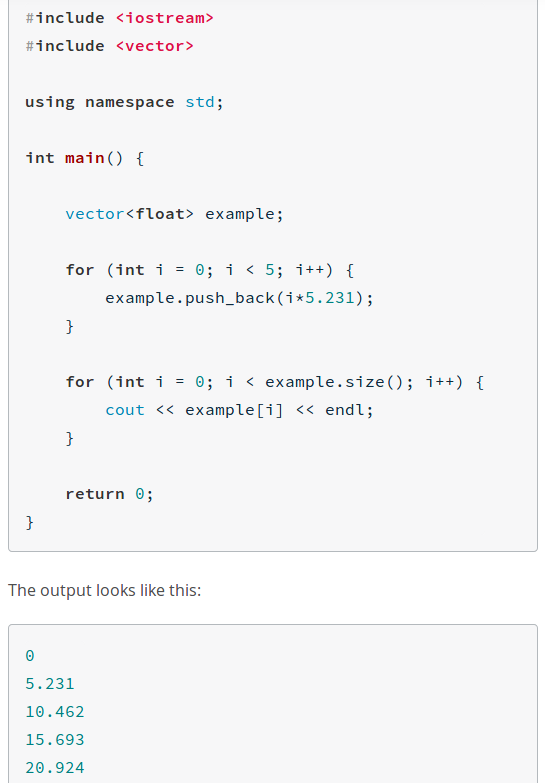 #include <iostream>
#include <vector>
using namespace std;
int main() {
vector<float> example;
for (int i = 0; i < 5; i++) {
example.push_back(i*5.231);
}
for (int i = 0; i < example.size(); i++) {
cout << example[i] << endl;
}
return 0;
}
The output looks like this:
0
5.231
10.462
15.693
20.924